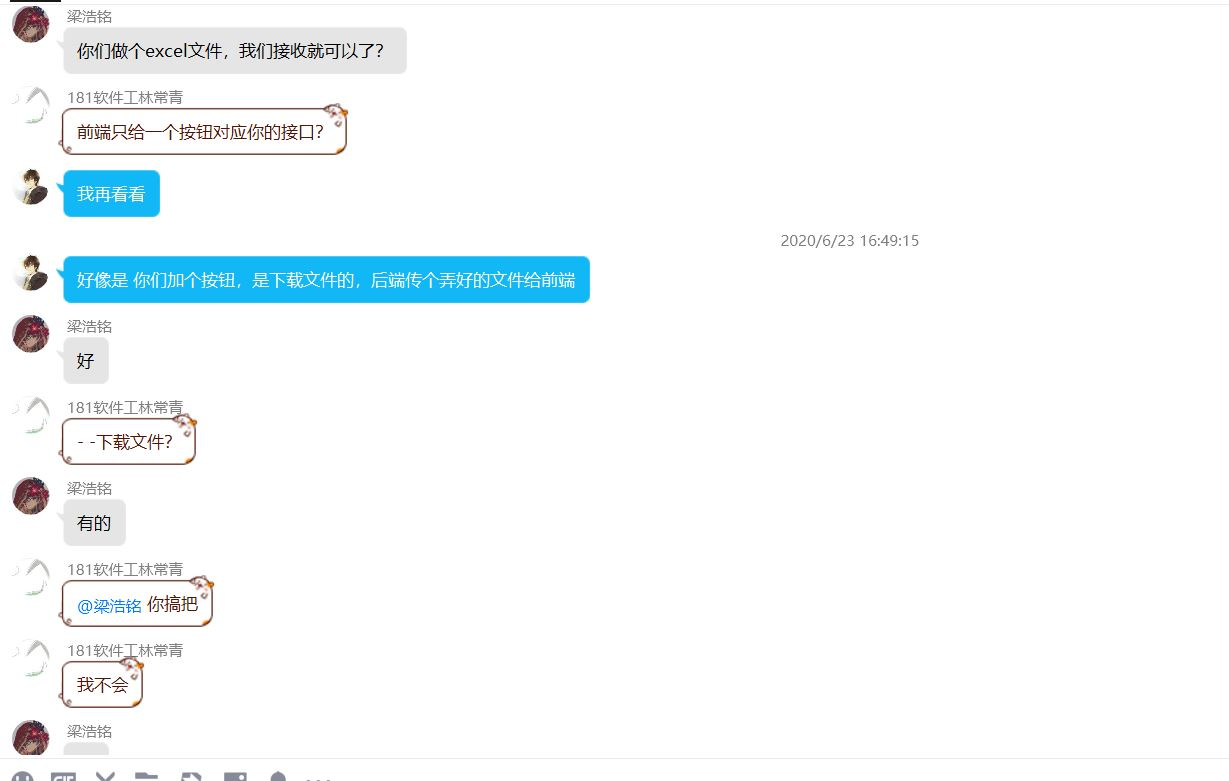 梁浩铭
你们做个excel文件，我们接收就可以了？
181软件工林常青
前端只给一个按钮对应你的接口？
我再看看
2020/6/23 16:49:15
好像是 你们加个按钮，是下载文件的，后端传个弄好的文件给前端
梁浩铭
好
181软件工林常青
- -下载文件？
梁浩铭
有的
181软件工林常青
@梁浩铭 你搞把
181软件工林常青
我不会
梁浩铭
GIF